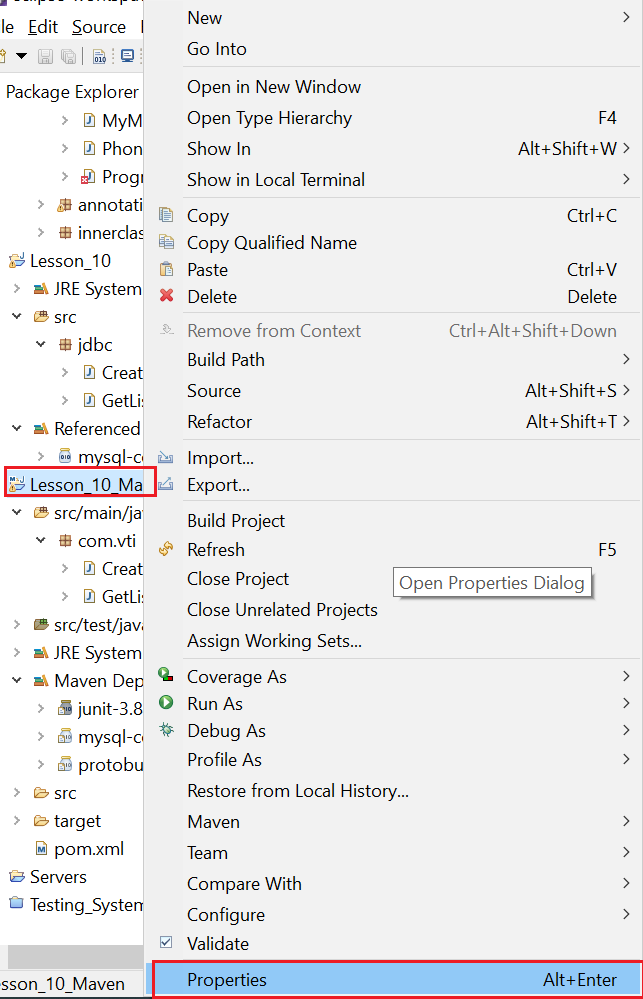 le Edit Source
Package Explorer
MyM
Phon
Progr
annotati
innerclas
Lesson_10
JRE System
src
jdbc
Creat
GetLis
Referenced
mysql-co
Lesson_10_Ma
src/main/jav
com.vti
Creat
GetLis
src/test/java
JRE System
Maven Dep
junit-3.8
mysql-co
protobu
src
target
pom.xml
Servers
Testing_System
esson_10_Maven
New
Go Into
Open in New Window
Open Type Hierarchy F4
Show In Alt+Shift+W
Show in Local Terminal
Copy Ctrl+C
Copy Qualified Name
Paste Ctrl+V
Delete Delete
Remove from Context Ctrl+Alt+Shift+Down
Build Path
Source Alt+Shift+S
Refactor Alt+Shift+T
Import...
Export...
Build Project
Refresh F5
Close Project
Open Properties Dialog
Close Unrelated Projects
Assign Working Sets...
Coverage As
Run As
Debug As
Profile As
Restore from Local History...
Maven
Team
Compare With
Configure
Validate
Properties Alt+Enter